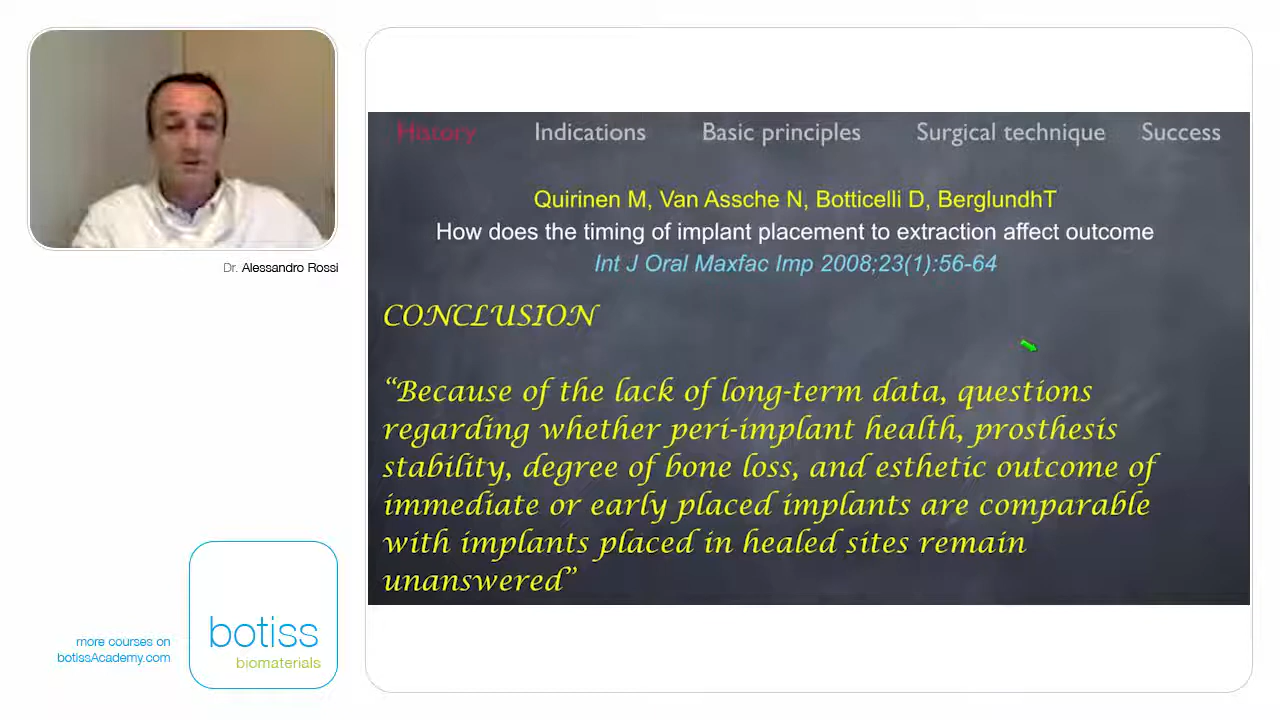 Dr. Alessandro Rossi
History Indications Basic principles Surgical technique Success
Quirinen M, Van Assche N, Botticelli D, BerglundhT
How does the timing of implant placement to extraction affect outcome
Int J Oral Maxfac Imp 2008;23(1):56-64
CONCLUSION
“Because of the lack of long-term data, questions
regarding whether peri-implant health, prosthesis
stability, degree of bone loss, and esthetic outcome of
immediate or early placed implants are comparable
with implants placed in healed sites remain
unanswered”
more courses on
botissAcademy.com
botiss
biomaterials